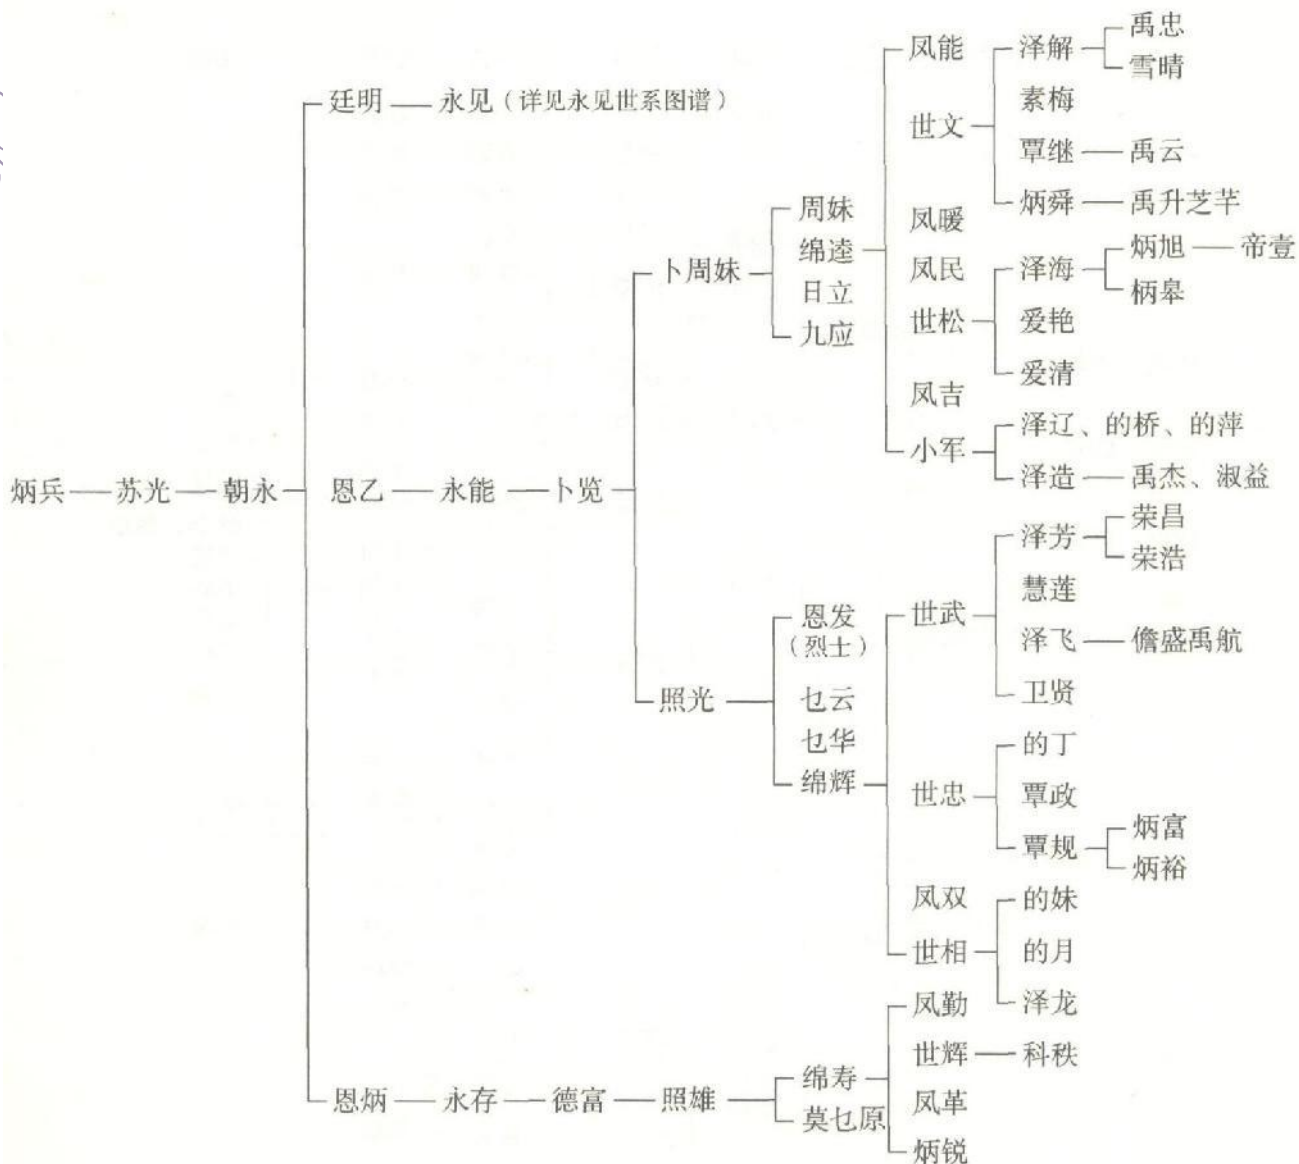 禹忠
凤能 泽解
雪晴
廷明 永见（详见永见世系图谱）
素梅
世文
覃继 禹云
周妹 炳舜 禹升芝芊
凤暖
绵逵 炳旭 帝壹
卜周妹 凤民 泽海
日立 柄皋
九应 世松 爱艳
爱清
凤吉
泽辽、的桥、的萍
小军
炳兵 苏光 朝永 恩乙 永能 卜览 泽造 禹杰、淑益
荣昌
泽芳
荣浩
慧莲
恩发 世武
（烈士） 泽飞 儋盛禹航
照光 乜云 卫贤
乜华 的丁
绵辉 世忠 覃政
炳富
覃规
炳裕
凤双 的妹
世相 的月
凤勤 泽龙
世辉 科秩
绵寿
恩炳 永存 德富 照雄 凤革
莫乜原
炳锐